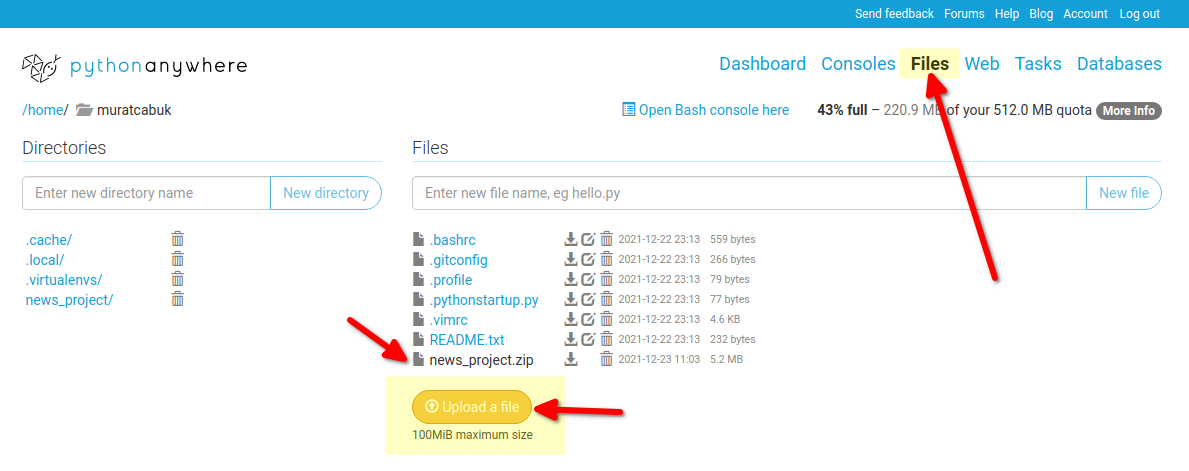 Send feedback Forums Help Blog Account Log out
pythonanywhere
Dashboard Consoles Files Web Tasks Databases
/home/ muratcabuk
Open Bash console here 43% full – 220.9 MB of your 512.0 MB quota More Info
Directories
Files
Enter new directory name New directory
Enter new file name, eg hello.py New file
.cache/
.local/
.virtualenvs/
news_project/
.bashrc 2021-12-22 23:13 559 bytes
.gitconfig 2021-12-22 23:13 266 bytes
.profile 2021-12-22 23:13 79 bytes
.pythonstartup.py 2021-12-22 23:13 77 bytes
.vimrc 2021-12-22 23:13 4.6 KB
README.txt 2021-12-22 23:13 232 bytes
news_project.zip 2021-12-23 11:03 5.2 MB
Upload a file
100MiB maximum size